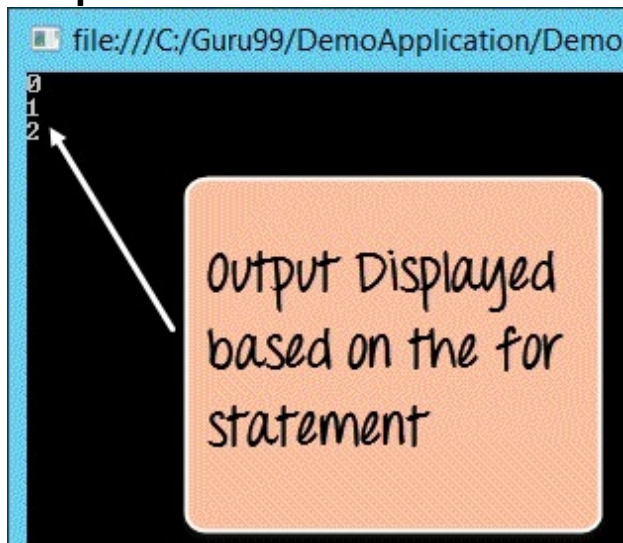 file:///C:/Guru99/DemoApplication/Demo
0
1
2
Output Displayed
based on the for
statement